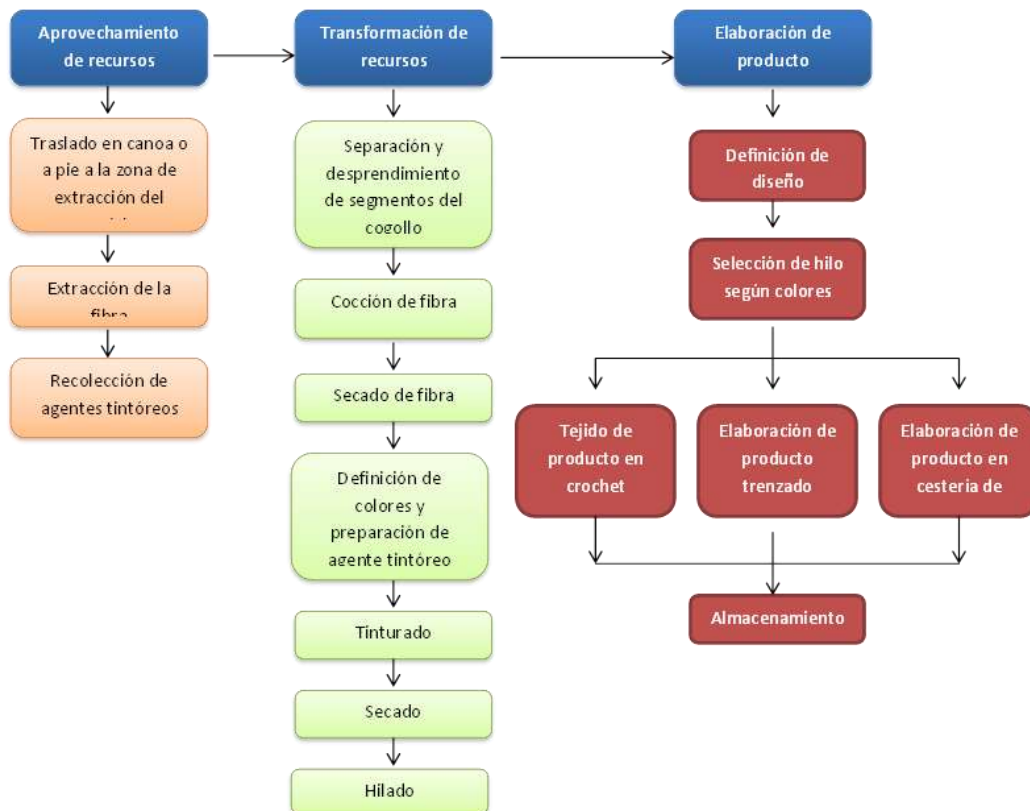 Aprovechamiento
de recursos
Traslado en canoa o
a píe a la zona de
extracción del
Extracción de la
fibra
Recolección de
agentes tintóreos
Transformación de
recursos
Separación y
desprendimiento
de segmentos del
cogollo
Cocción de fibra
Secado de fibra
Definición de
colores y
preparación de
agente tintóreo
Tinturado
Secado
Hilado
Elaboración de
producto
Definición de
diseño
Selección de hilo
según colores
Tejido de
producto en
crochet
Elaboración de
producto
trenzado
Elaboración de
producto en
cesteria de
Almacenamiento